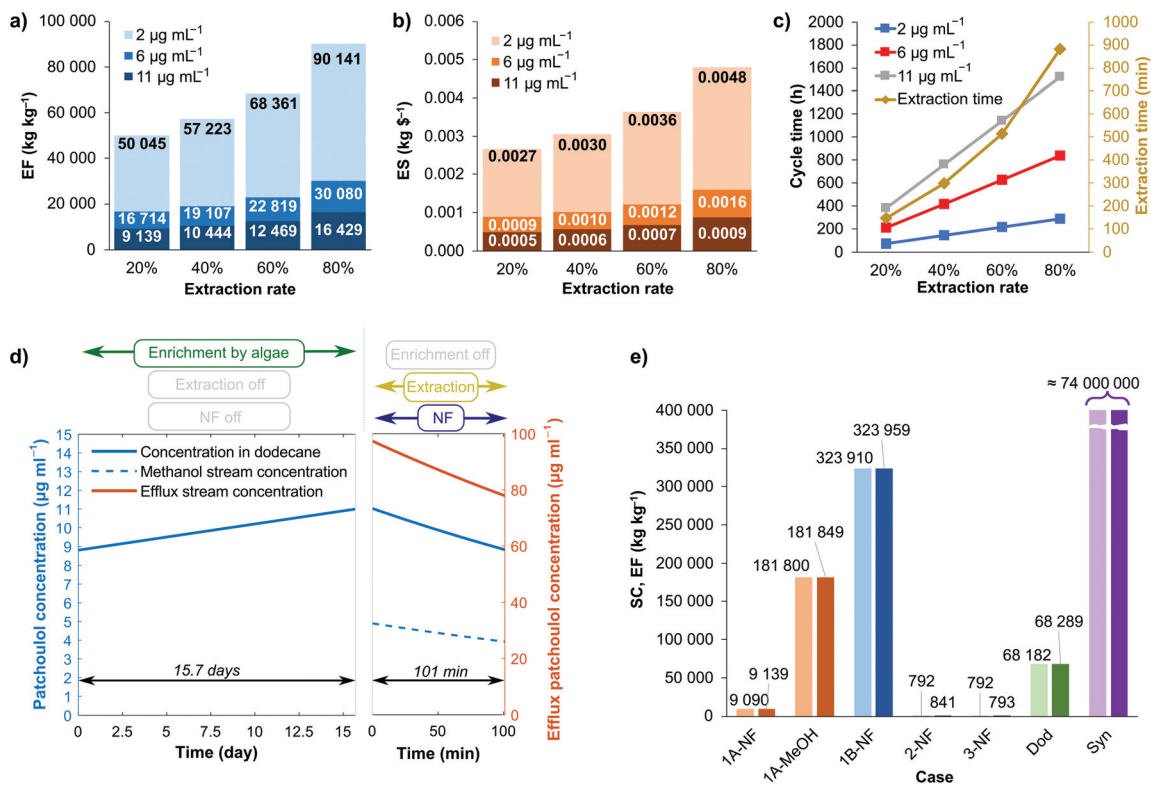 a)
EF (kg kg⁻¹)
100 000
80 000
60 000
40 000
20 000
0
2 µg mL⁻¹
6 µg mL⁻¹
11 µg mL⁻¹
50 045
57 223
68 361
90 141
16 714
19 107
22 819
30 080
9 139
10 444
12 469
16 429
20%
40%
60%
80%
Extraction rate
b)
ES (kg $⁻¹)
0.006
0.005
0.004
0.003
0.002
0.001
0.000
2 µg mL⁻¹
6 µg mL⁻¹
11 µg mL⁻¹
0.0027
0.0030
0.0036
0.0048
0.0009
0.0010
0.0012
0.0016
0.0005
0.0006
0.0007
0.0009
20%
40%
60%
80%
Extraction rate
c)
Cycle time (h)
2000
1800
1600
1400
1200
1000
800
600
400
200
0
2 µg mL⁻¹
6 µg mL⁻¹
11 µg mL⁻¹
Extraction time
1000
900
800
700
600
500
400
300
200
100
0
Extraction time (min)
20%
40%
60%
80%
Extraction rate
d)
Enrichment by algae
Extraction off
NF off
Enrichment off
Extraction
NF
Patchoulol concentration (µg ml⁻¹)
15
14
13
12
11
10
9
8
7
6
5
4
3
2
1
0
Concentration in dodecane
Methanol stream concentration
Efflux stream concentration
15.7 days
101 min
0
2.5
5
7.5
10
12.5
15
Time (day)
0
50
100
Time (min)
100
80
60
40
20
0
Efflux patchoulol concentration (µg ml⁻¹)
e)
SC, EF (kg kg⁻¹)
400 000
350 000
300 000
250 000
200 000
150 000
100 000
50 000
0
≈ 74 000 000
9 090
9 139
181 800
181 849
323 910
323 959
792
841
792
793
68 182
68 289
1A-NF
1A-MeOH
1B-NF
2-NF
3-NF
Dod
Syn
Case